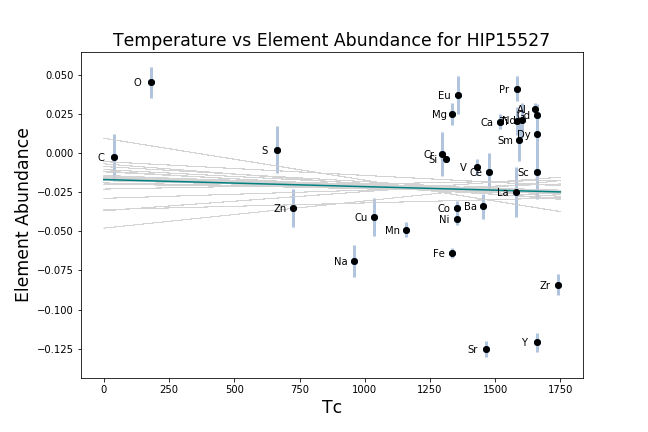 Temperature vs Element Abundance for HIP15527
Element Abundance
0.050
0.025
0.000
−0.025
−0.050
−0.075
−0.100
−0.125
O
C
S
Zn
Na
Cu
Mn
Eu
Mg
Cr
Si
V
Ce
Co
Ni
Ba
Fe
Sr
Pr
Ca
Al
Nd
Sm
Dy
Sc
La
Zr
Y
0
250
500
750
1000
1250
1500
1750
Tc